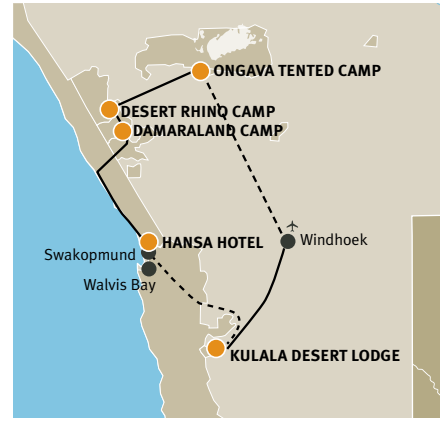 ONGAVA TENTED CAMP
DESERT RHINO CAMP
DAMARALAND CAMP
HANSA HOTEL
Windhoek
Swakopmund
Walvis Bay
KULALA DESERT LODGE